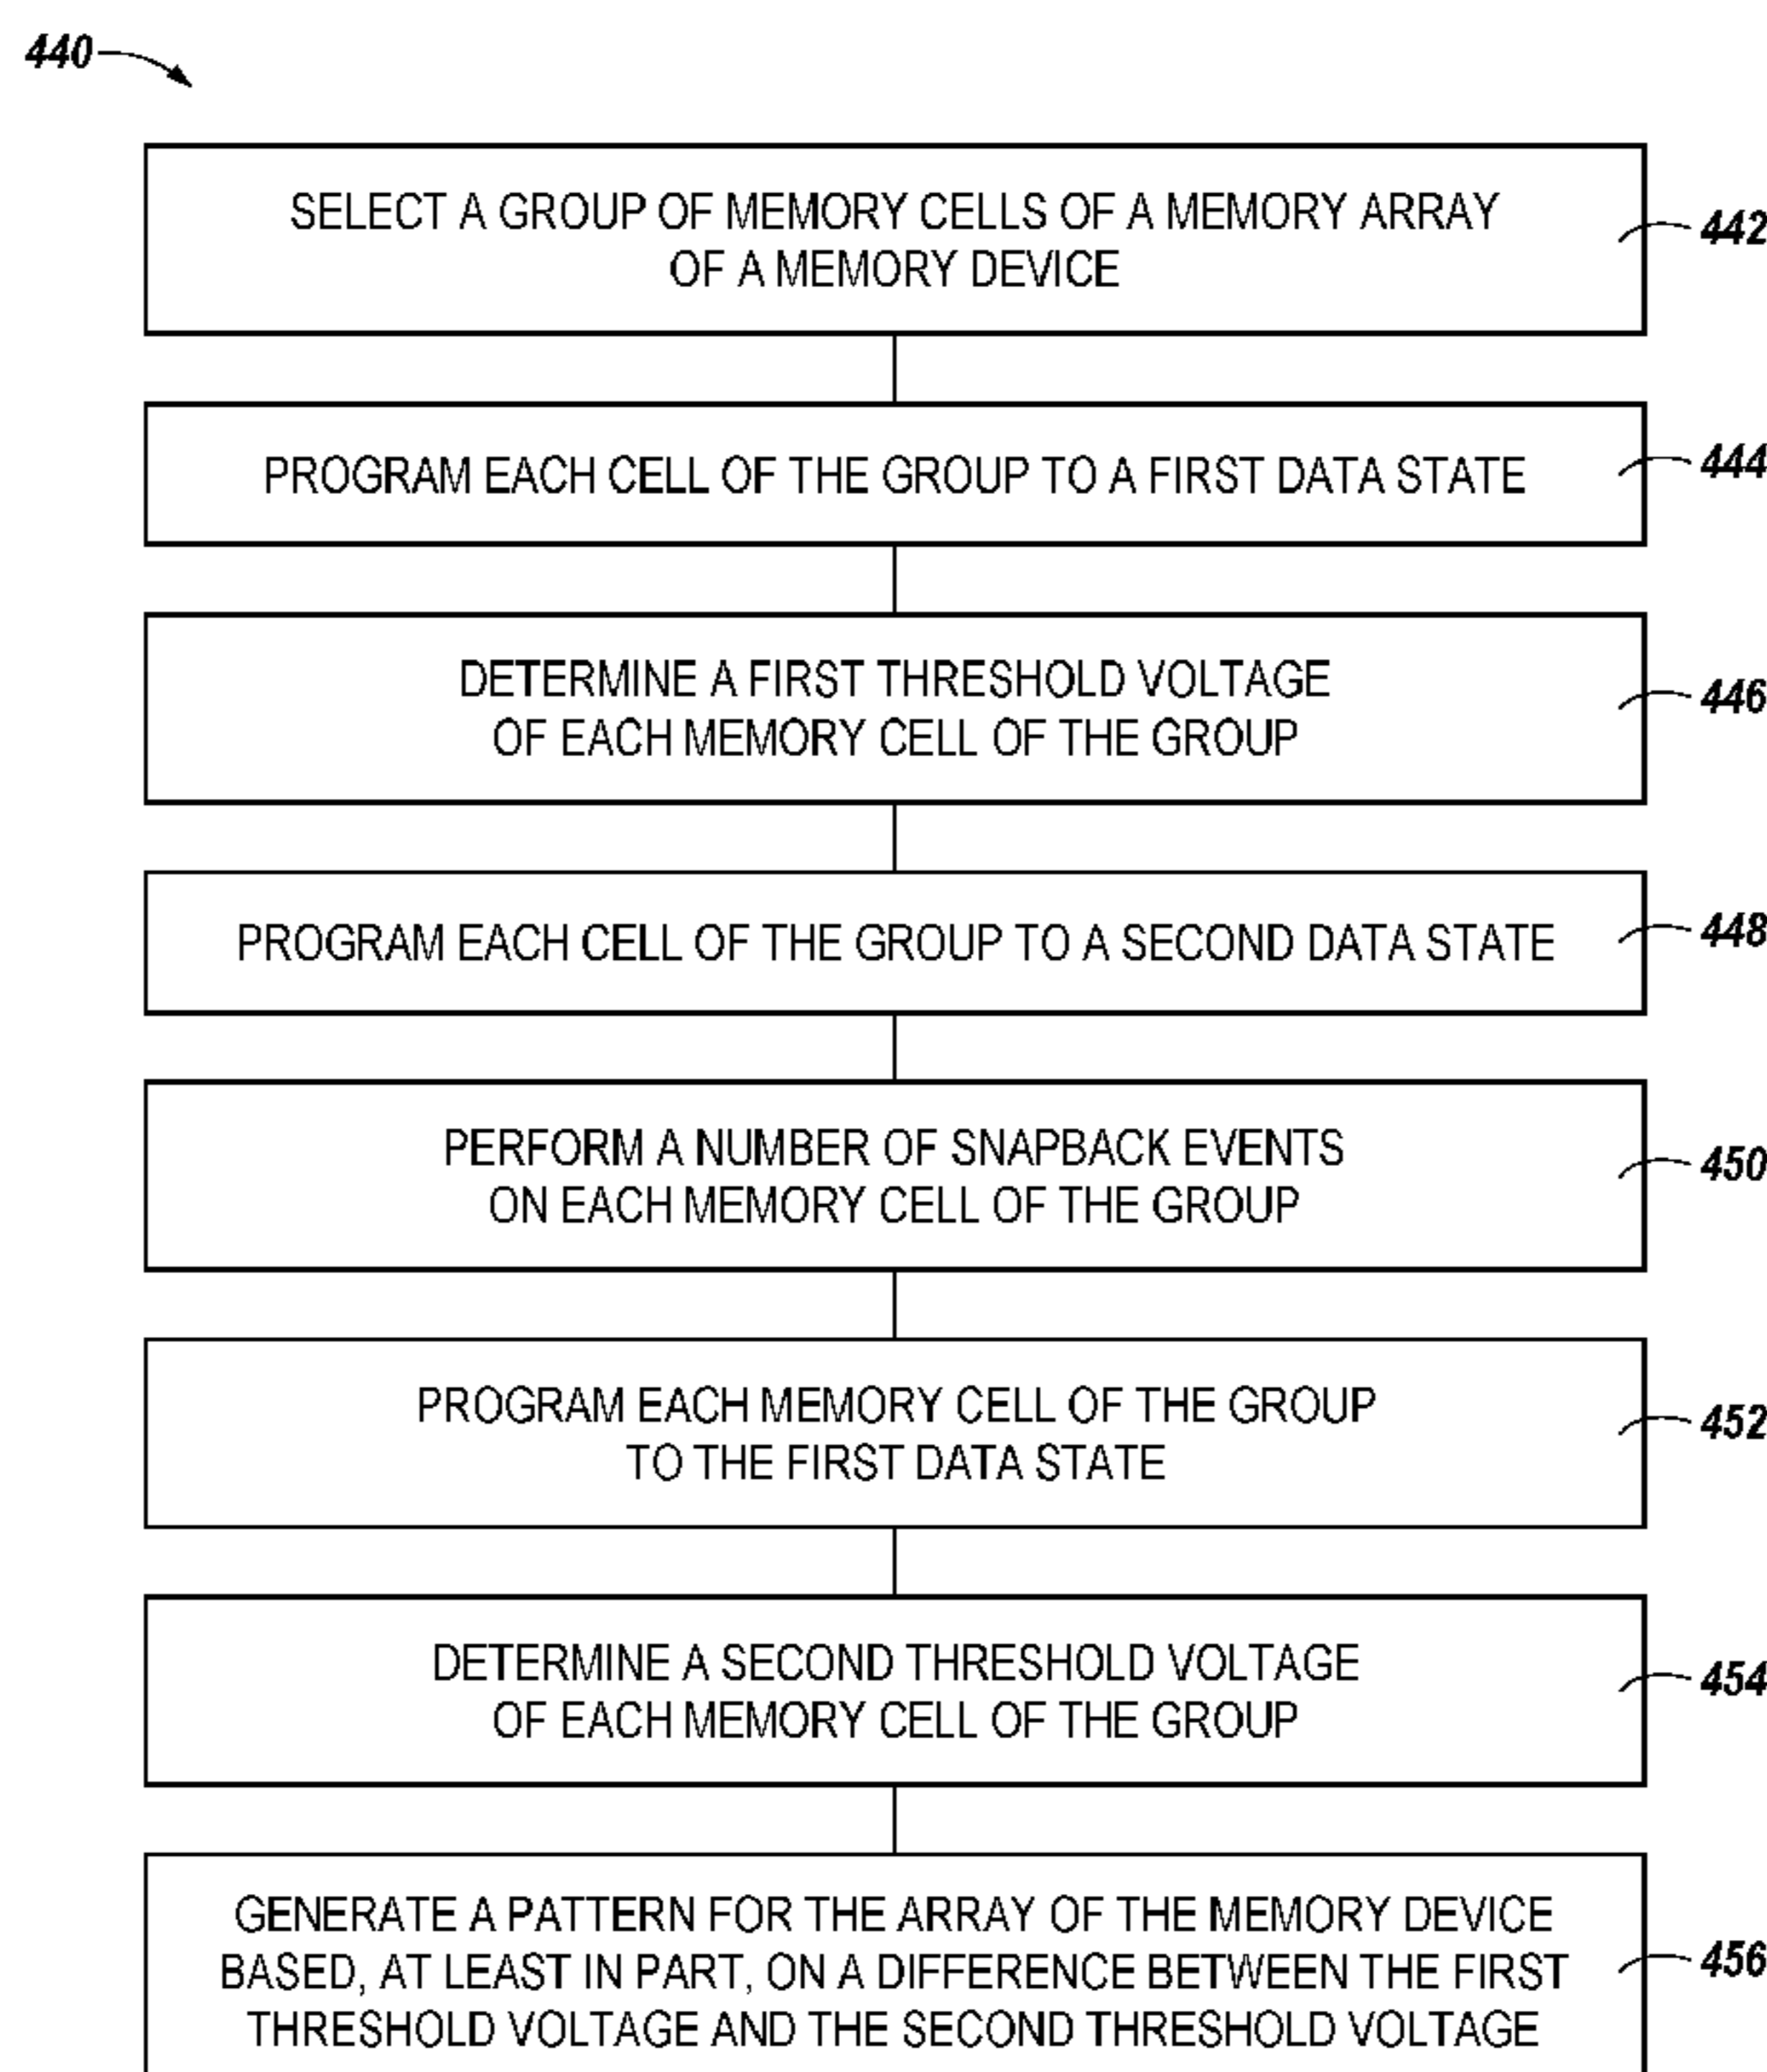 440
SELECT A GROUP OF MEMORY CELLS OF A MEMORY ARRAY
OF A MEMORY DEVICE
442
PROGRAM EACH CELL OF THE GROUP TO A FIRST DATA STATE
444
DETERMINE A FIRST THRESHOLD VOLTAGE
OF EACH MEMORY CELL OF THE GROUP
446
PROGRAM EACH CELL OF THE GROUP TO A SECOND DATA STATE
448
PERFORM A NUMBER OF SNAPBACK EVENTS
ON EACH MEMORY CELL OF THE GROUP
450
PROGRAM EACH MEMORY CELL OF THE GROUP
TO THE FIRST DATA STATE
452
DETERMINE A SECOND THRESHOLD VOLTAGE
OF EACH MEMORY CELL OF THE GROUP
454
GENERATE A PATTERN FOR THE ARRAY OF THE MEMORY DEVICE
BASED, AT LEAST IN PART, ON A DIFFERENCE BETWEEN THE FIRST
THRESHOLD VOLTAGE AND THE SECOND THRESHOLD VOLTAGE
456